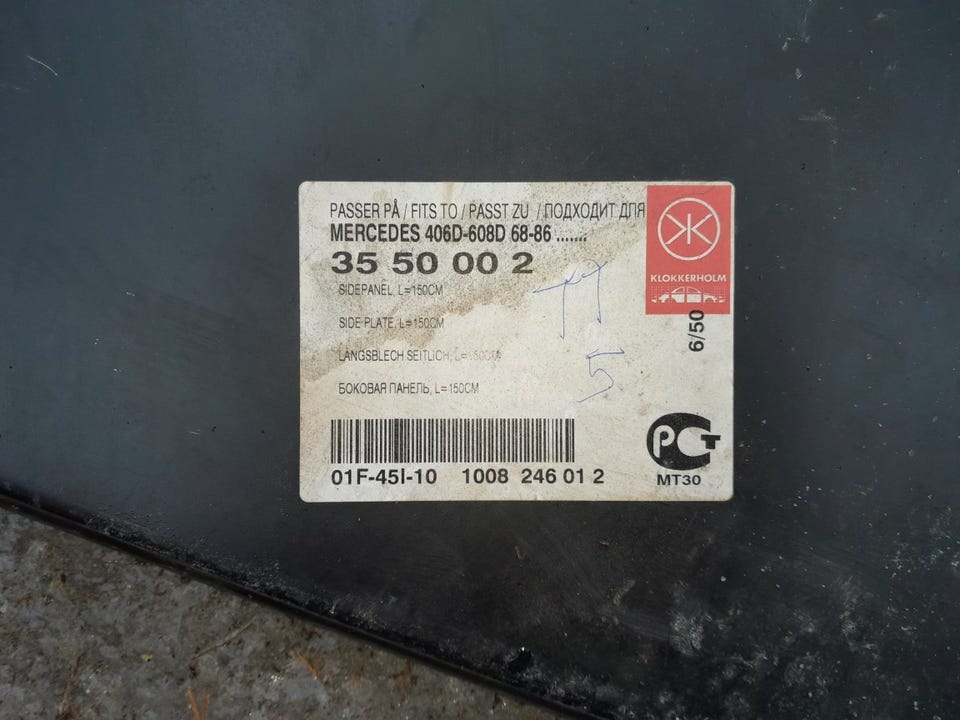 PASSER PÅ / FITS TO / PASST ZU / ПОДХОДИТ ДЛЯ
MERCEDES 406D-608D 68-86 .......
35 50 00 2
SIDEPANEL, L=150CM
SIDE PLATE, L=150CM
LÄNGSBLECH SEITLICH, L=150CM
БОКОВАЯ ПАНЕЛЬ, L=150CM
KLOKKERHOLM
6/50
5
01F-45I-10 1008 246 01 2
РСТ
МТ30